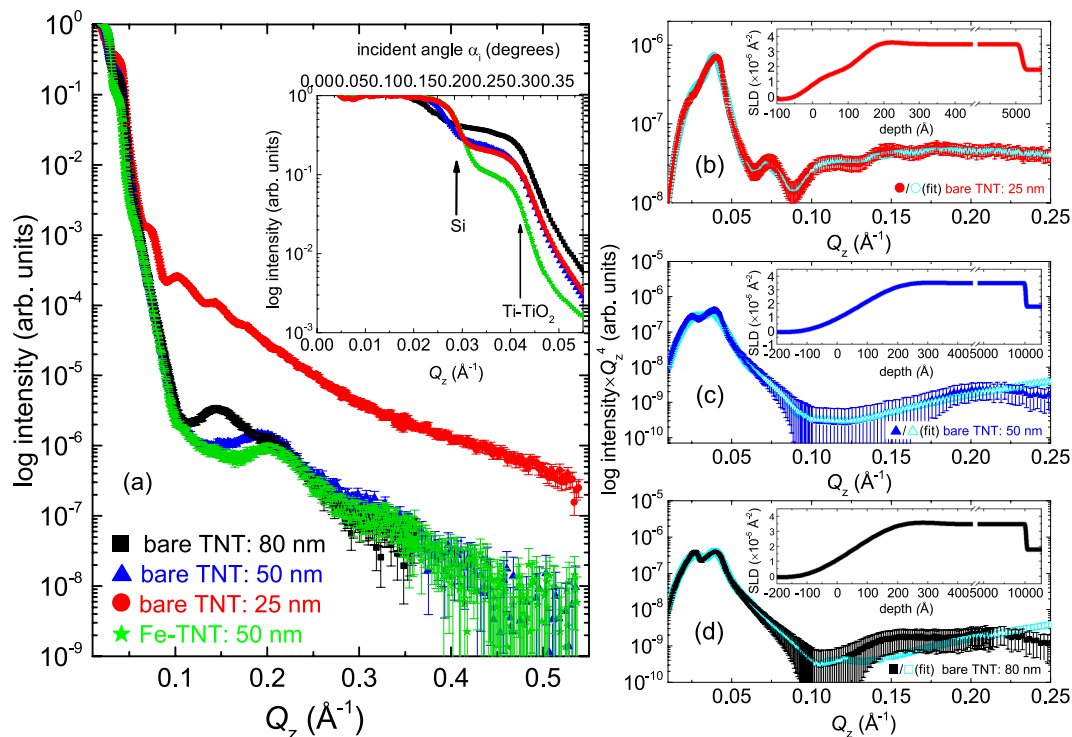 10⁰
10⁻¹
10⁻²
10⁻³
10⁻⁴
10⁻⁵
10⁻⁶
10⁻⁷
10⁻⁸
10⁻⁹
log intensity (arb. units)
0.1 0.2 0.3 0.4 0.5
Q_z (Å⁻¹)
(a)
bare TNT: 80 nm
bare TNT: 50 nm
bare TNT: 25 nm
Fe-TNT: 50 nm
incident angle α_i (degrees)
0.000.050.100.150.200.250.300.35
10⁰
10⁻¹
10⁻²
10⁻³
log intensity (arb. units)
Si
Ti-TiO₂
0.00 0.01 0.02 0.03 0.04 0.05
Q_z (Å⁻¹)
log intensity×Q_z⁴ (arb. units)
10⁻⁶
10⁻⁷
10⁻⁸
SLD (×10⁻⁵ Å⁻²)
4
3
2
1
0
-100 0 100 200 300 400 5000
depth (Å)
(b)
/ (fit) bare TNT: 25 nm
0.05 0.10 0.15 0.20 0.25
Q_z (Å⁻¹)
10⁻⁵
10⁻⁶
10⁻⁷
10⁻⁸
10⁻⁹
10⁻¹⁰
SLD (×10⁻⁵ Å⁻²)
4
3
2
1
0
-200 -100 0 100 200 300 4005000 10000
depth (Å)
(c)
/ (fit) bare TNT: 50 nm
0.05 0.10 0.15 0.20 0.25
Q_z (Å⁻¹)
10⁻⁵
10⁻⁶
10⁻⁷
10⁻⁸
10⁻⁹
10⁻¹⁰
SLD (×10⁻⁵ Å⁻²)
4
3
2
1
0
-200 -100 0 100 200 300 4005000 10000
depth (Å)
(d)
/ (fit) bare TNT: 80 nm
0.05 0.10 0.15 0.20 0.25
Q_z (Å⁻¹)